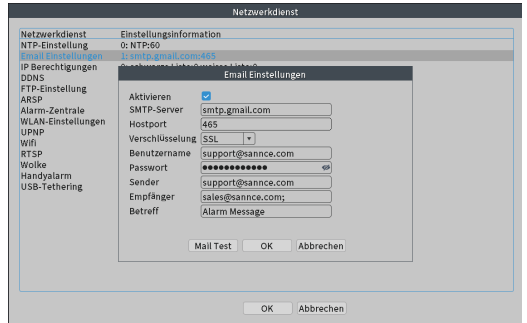 Netzwerkdienst
Netzwerkdienst Einstellungsinformation
NTP-Einstellung 0: NTP:60
Email Einstellungen 1: smtp.gmail.com:465
IP Berechtigungen
DDNS
FTP-Einstellung
ARSP
Alarm-Zentrale
WLAN-Einstellungen
UPNP
Wifi
RTSP
Wolke
Handyalarm
USB-Tethering
Email Einstellungen
Aktivieren
SMTP-Server smtp.gmail.com
Hostport 465
Verschlüsselung SSL
Benutzername support@sannce.com
Passwort ●●●●●●●●●●●●
Sender support@sannce.com
Empfänger sales@sannce.com;
Betreff Alarm Message
Mail Test OK Abbrechen
OK Abbrechen